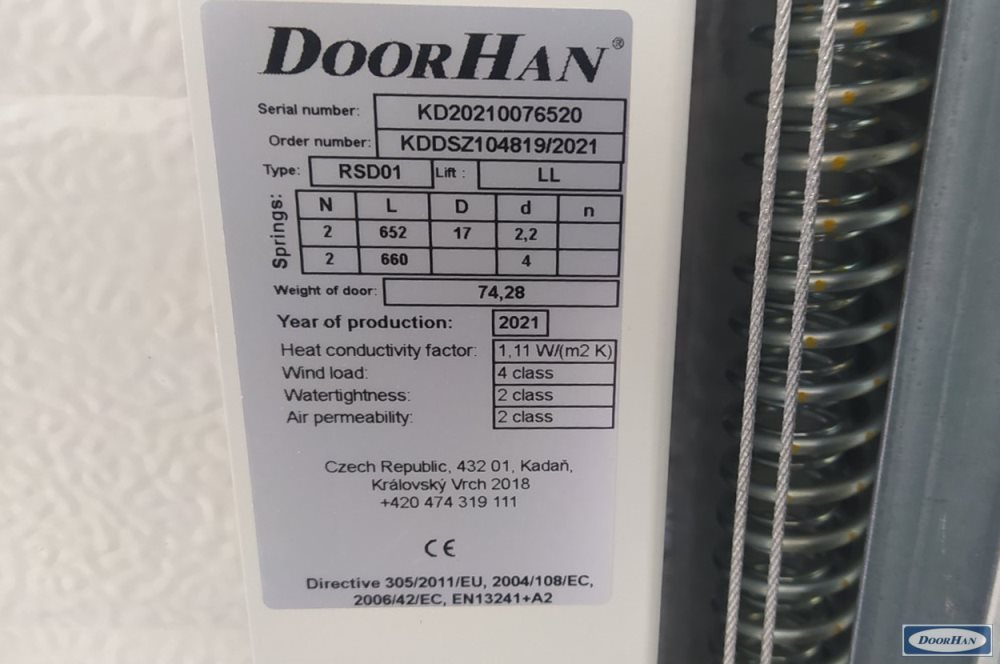 DOORHAN®
Serial number: KD20210076520
Order number: KDDSZ104819/2021
Type: RSD01 Lift : LL
Springs:
N L D d n
2 652 17 2,2
2 660 4
Weight of door: 74,28
Year of production: 2021
Heat conductivity factor: 1,11 W/(m2 K)
Wind load: 4 class
Watertightness: 2 class
Air permeability: 2 class
Czech Republic, 432 01, Kadaň,
Královský Vrch 2018
+420 474 319 111
CE
Directive 305/2011/EU, 2004/108/EC,
2006/42/EC, EN13241+A2
DOORHAN